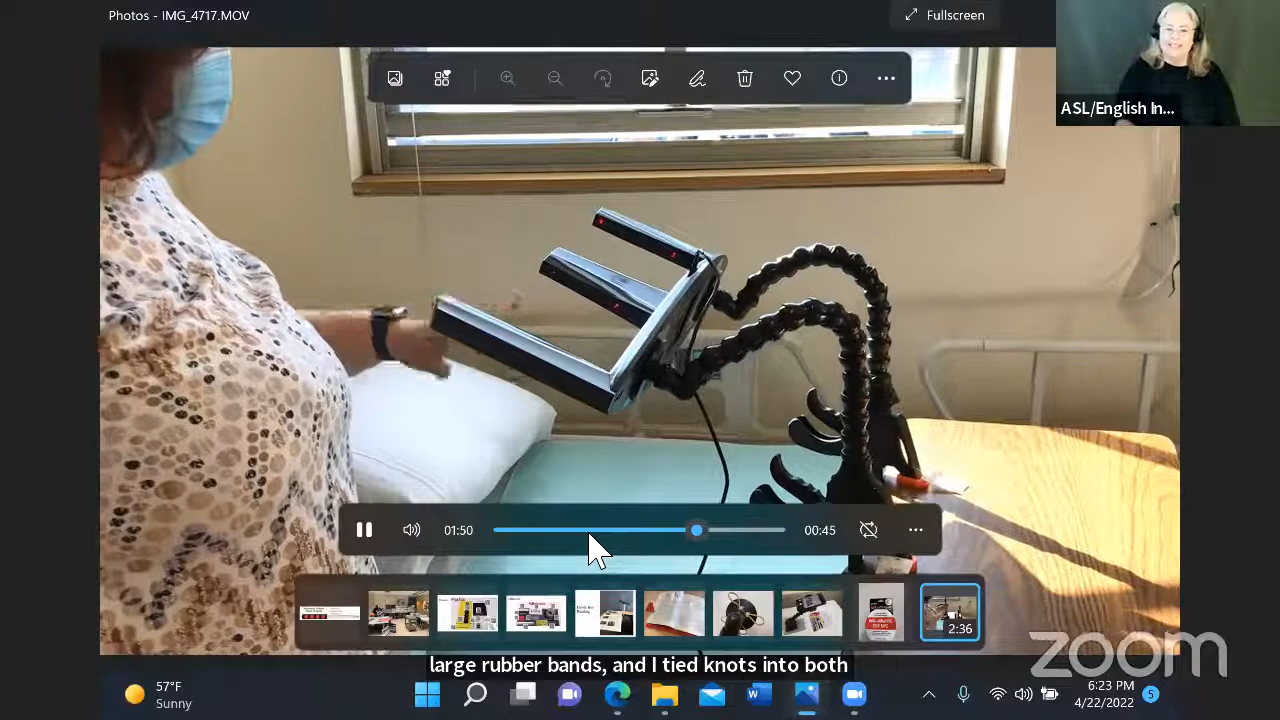 Photos - IMG_4717.MOV
Fullscreen
ASL/English In...
01:50
00:45
2:36
large rubber bands, and I tied knots into both
zoom
57°F
Sunny
6:23 PM
4/22/2022
5